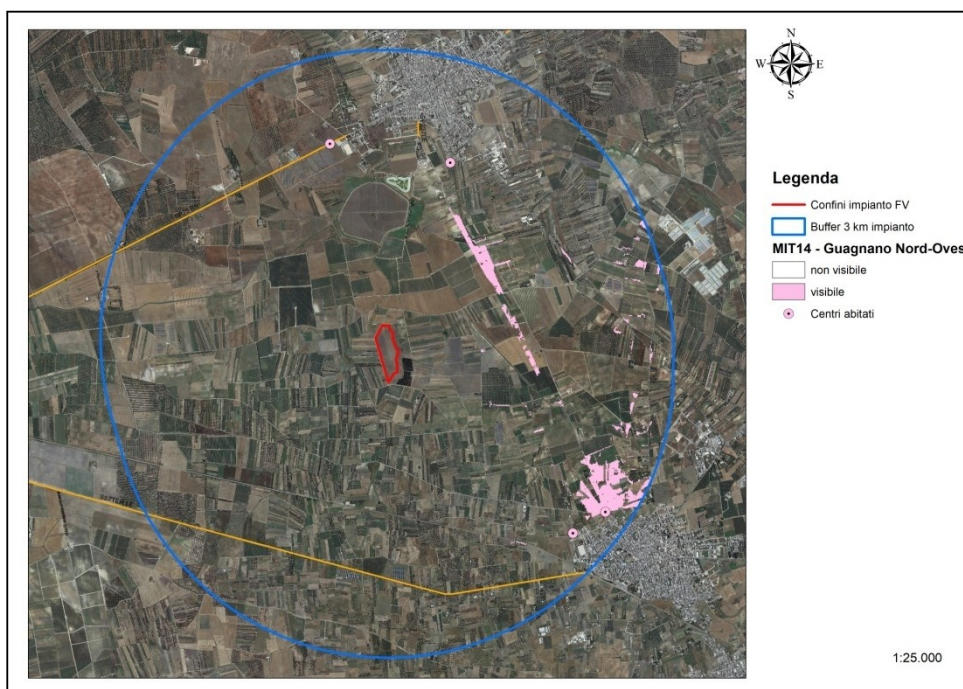 N
W E
S
Legenda
Confini impianto FV
Buffer 3 km impianto
MIT14 - Guagnano Nord-Oves
non visibile
visibile
Centri abitati
1:25.000